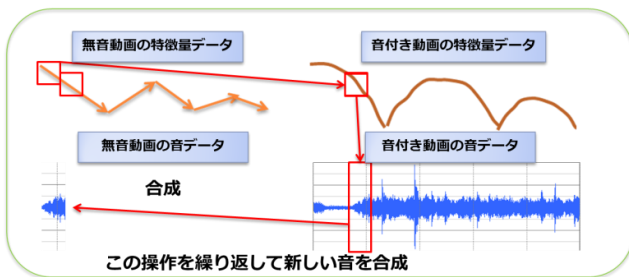 無音動画の特徴量データ
音付き動画の特徴量データ
無音動画の音データ
音付き動画の音データ
合成
この操作を繰り返して新しい音を合成